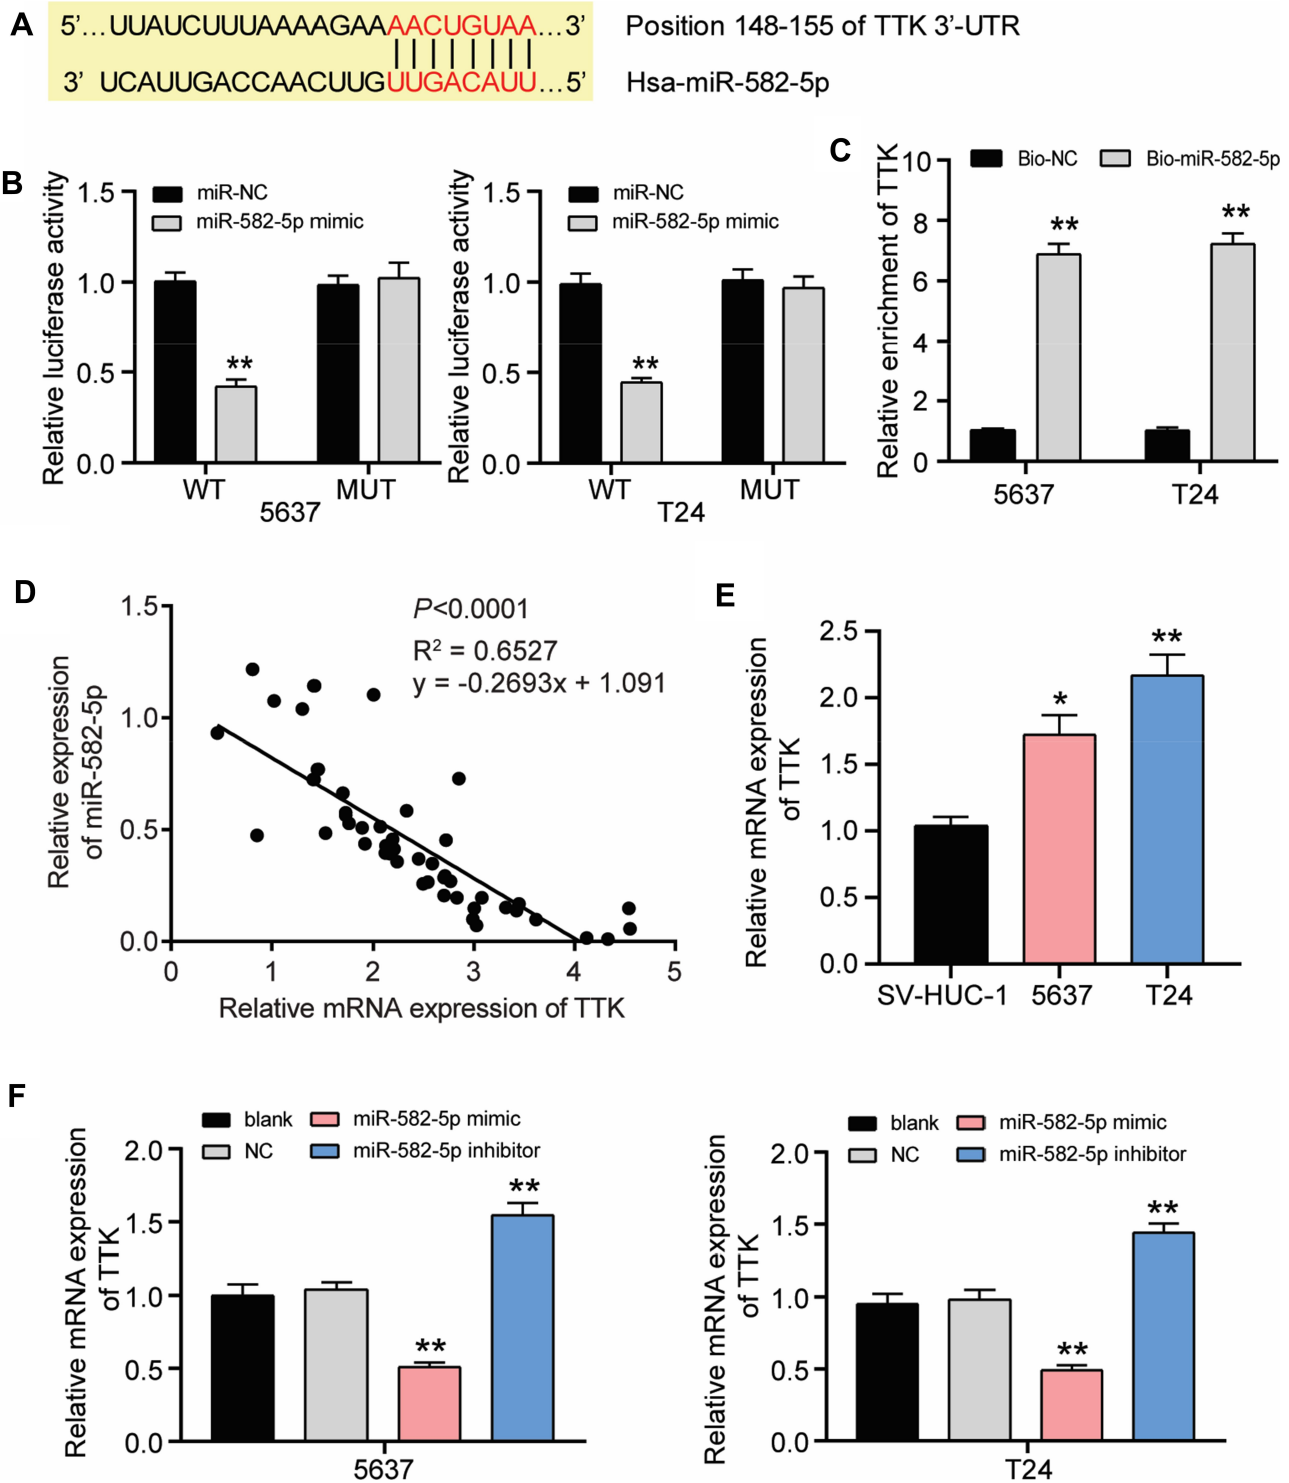 A
5’...UUAUCUUUAAAAGAAAACUGUAA...3’ Position 148-155 of TTK 3’-UTR
3’ UCAUUGACCAACUUGUUGACAUU...5’ Hsa-miR-582-5p
B
Relative luciferase activity
1.5
1.0
0.5
0.0
miR-NC
miR-582-5p mimic
**
WT MUT
5637
Relative luciferase activity
1.5
1.0
0.5
0.0
miR-NC
miR-582-5p mimic
**
WT MUT
T24
C
Relative enrichment of TTK
10
8
6
4
2
0
Bio-NC Bio-miR-582-5p
** **
5637 T24
D
Relative expression
of miR-582-5p
1.5
1.0
0.5
0.0
P<0.0001
R² = 0.6527
y = -0.2693x + 1.091
0 1 2 3 4 5
Relative mRNA expression of TTK
E
Relative mRNA expression
of TTK
2.5
2.0
1.5
1.0
0.5
0.0
* **
SV-HUC-1 5637 T24
F
blank miR-582-5p mimic
NC miR-582-5p inhibitor
Relative mRNA expression
of TTK
2.0
1.5
1.0
0.5
0.0
** **
5637
blank miR-582-5p mimic
NC miR-582-5p inhibitor
Relative mRNA expression
of TTK
2.0
1.5
1.0
0.5
0.0
** **
T24